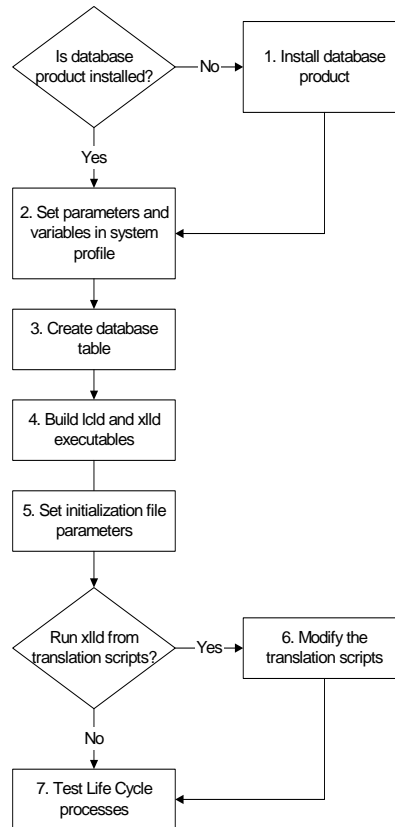 Is database
product installed?
No
1. Install database
product
Yes
2. Set parameters and
variables in system
profile
3. Create database
table
4. Build lcld and xlld
executables
5. Set initialization file
parameters
Run xlld from
translation scripts?
Yes
6. Modify the
translation scripts
No
7. Test Life Cycle
processes